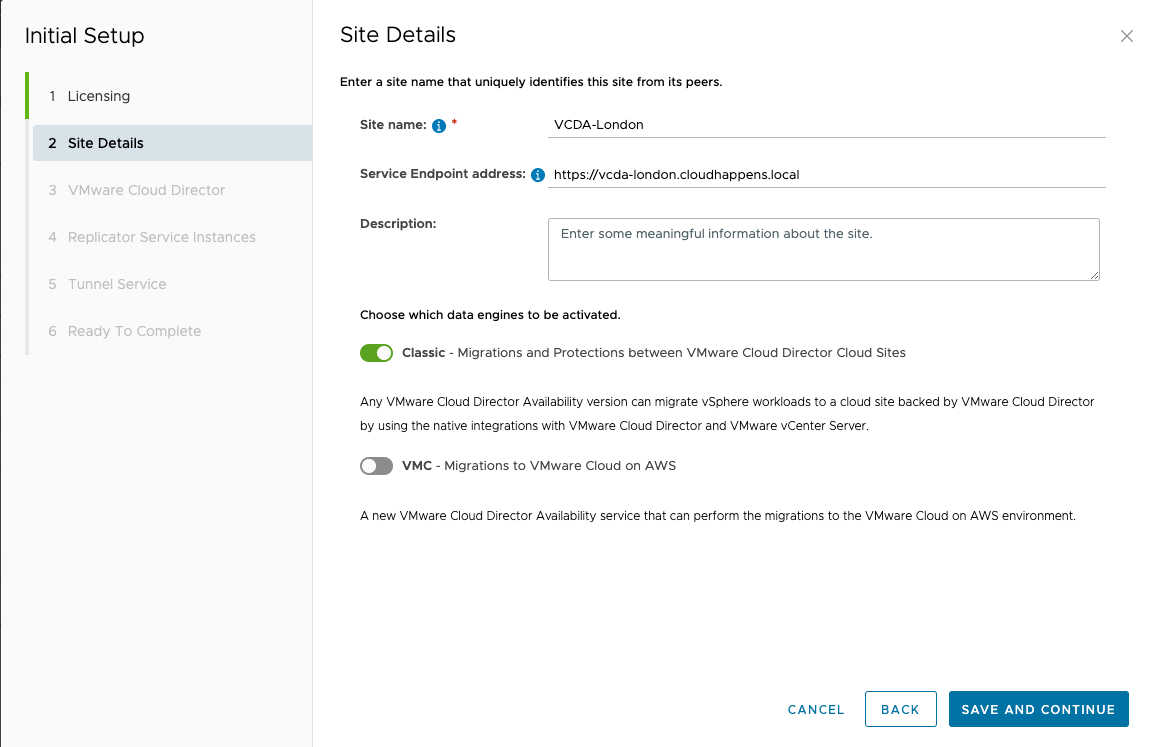 Initial Setup
1 Licensing
2 Site Details
3 VMware Cloud Director
4 Replicator Service Instances
5 Tunnel Service
6 Ready To Complete
Site Details
Enter a site name that uniquely identifies this site from its peers.
Site name: i * VCDA-London
Service Endpoint address: i https://vcda-london.cloudhappens.local
Description: Enter some meaningful information about the site.
Choose which data engines to be activated.
Classic - Migrations and Protections between VMware Cloud Director Cloud Sites
Any VMware Cloud Director Availability version can migrate vSphere workloads to a cloud site backed by VMware Cloud Director
by using the native integrations with VMware Cloud Director and VMware vCenter Server.
VMC - Migrations to VMware Cloud on AWS
A new VMware Cloud Director Availability service that can perform the migrations to the VMware Cloud on AWS environment.
CANCEL BACK SAVE AND CONTINUE